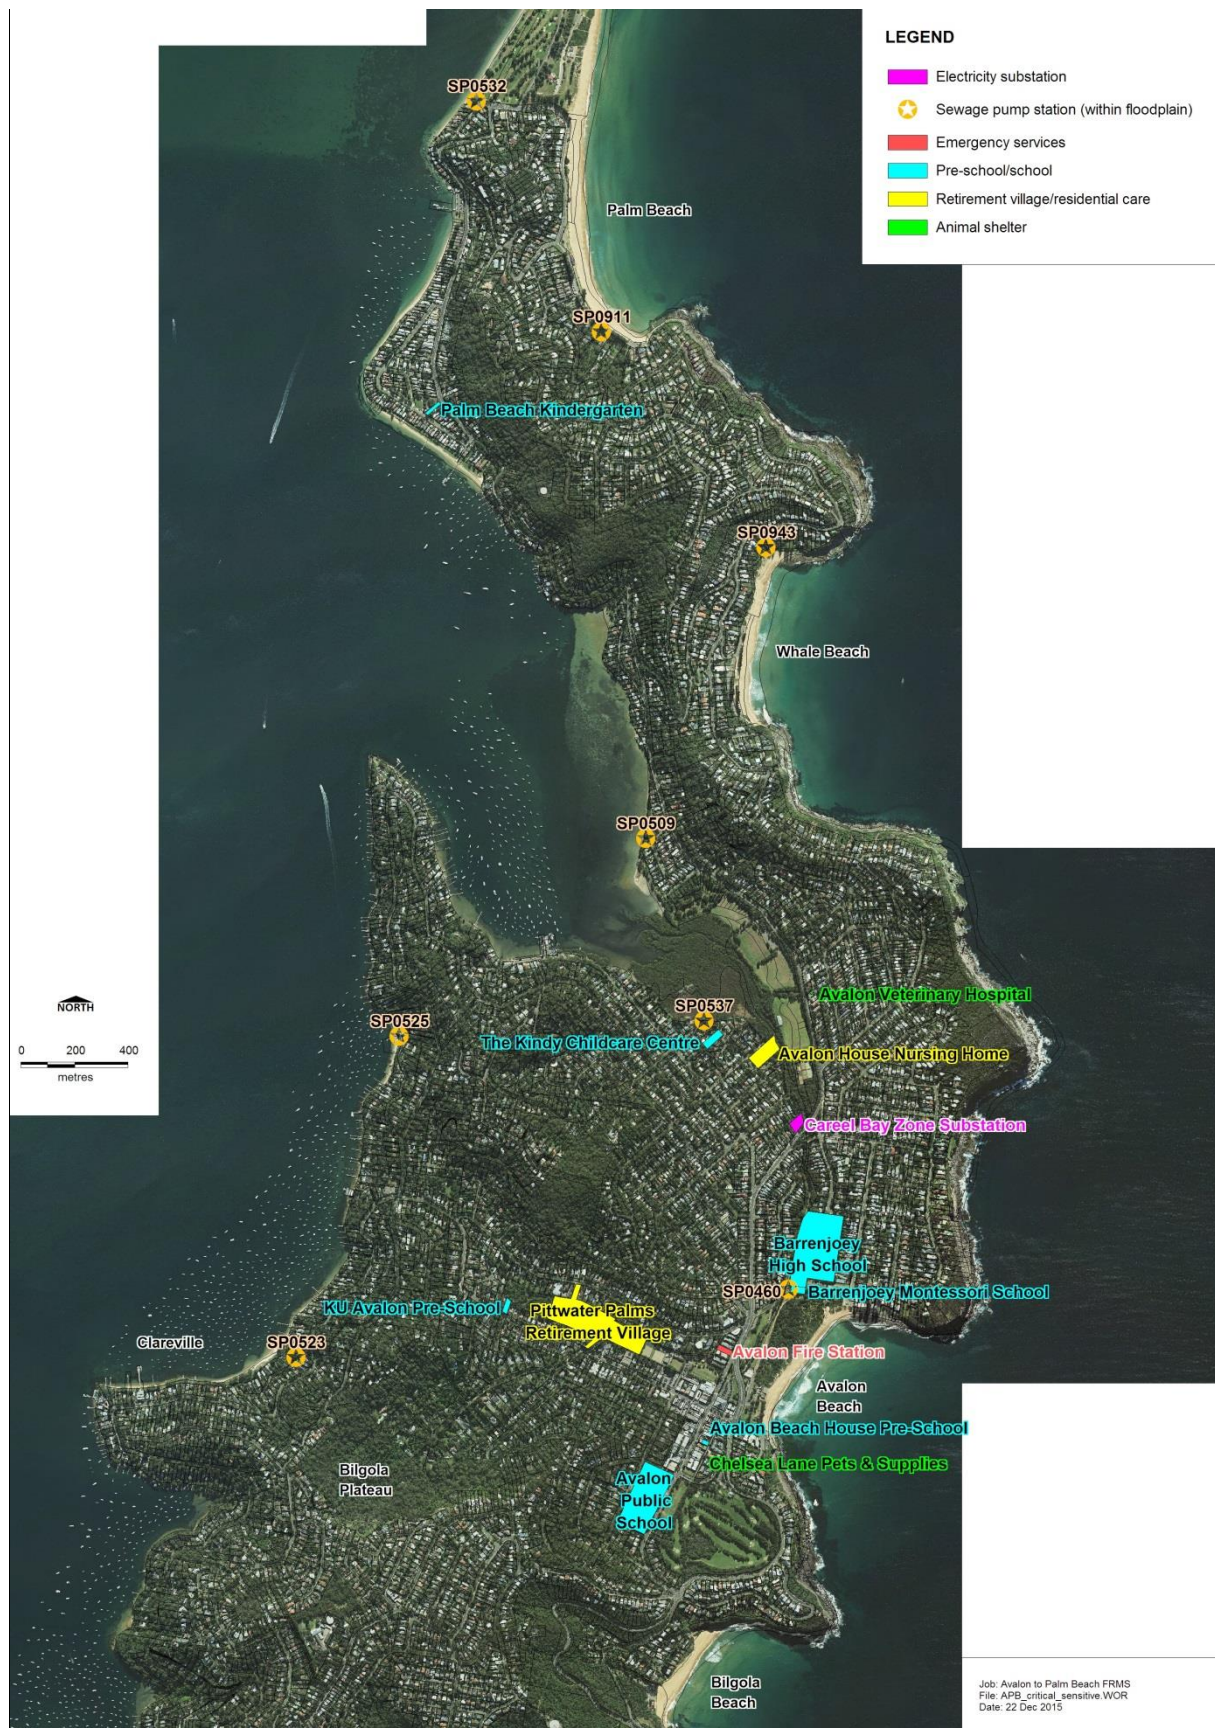 LEGEND
Electricity substation
Sewage pump station (within floodplain)
Emergency services
Pre-school/school
Retirement village/residential care
Animal shelter
SP0532
Palm Beach
SP0911
Palm Beach Kindergarten
SP0943
Whale Beach
SP0509
Avalon Veterinary Hospital
NORTH
0 200 400
metres
SP0537
SP0525
The Kindy Childcare Centre
Avalon House Nursing Home
Careel Bay Zone Substation
Barrenjoey
High School
SP0460
Barrenjoey Montessori School
KU Avalon Pre-School
Pittwater Palms
Retirement Village
Clareville
SP0523
Avalon Fire Station
Avalon
Beach
Avalon Beach House Pre-School
Chelsea Lane Pets & Supplies
Bilgola
Plateau
Avalon
Public
School
Bilgola
Beach
Job: Avalon to Palm Beach FRMS
File: APB_critical_sensitive.WOR
Date: 22 Dec 2015